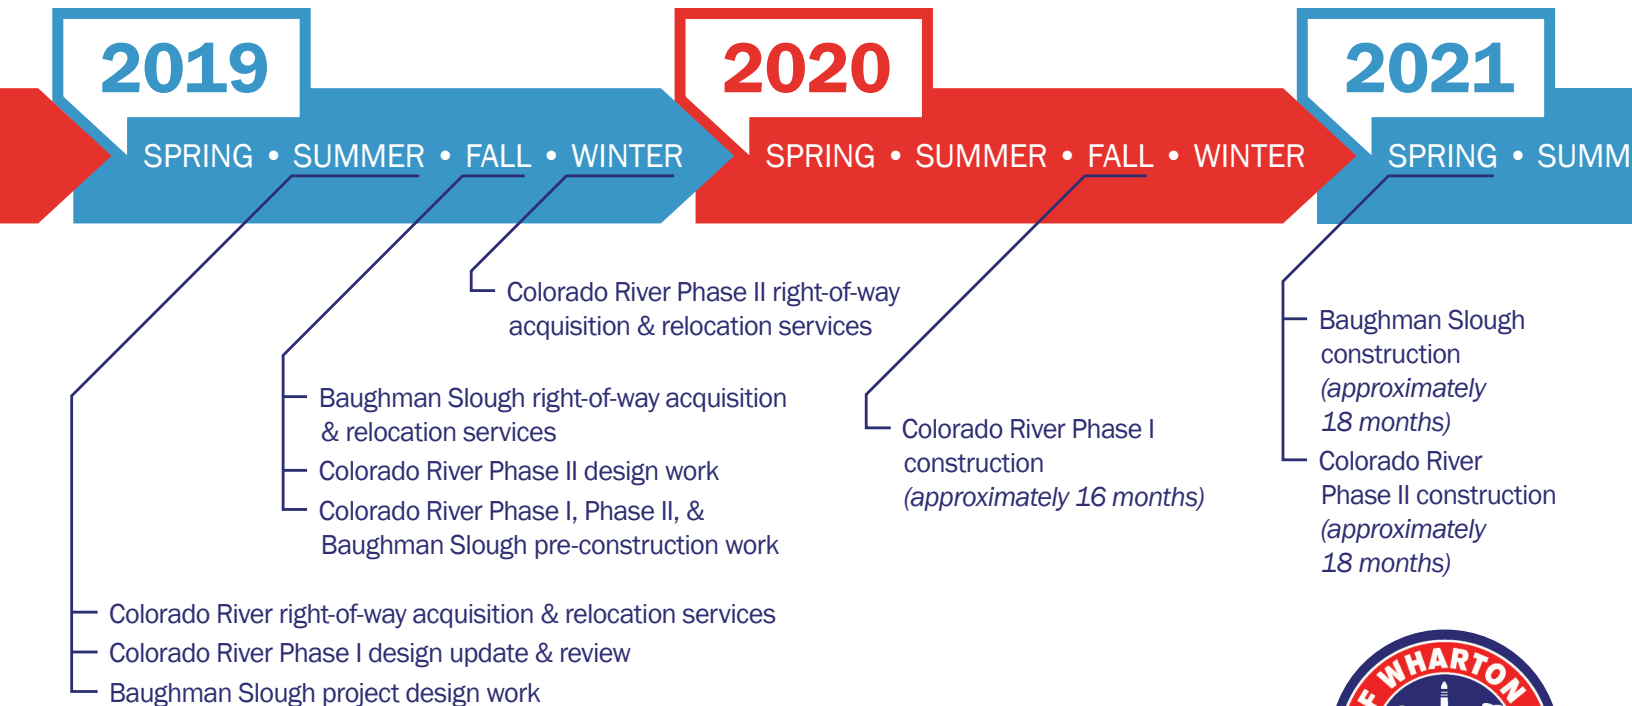 2019
2020
2021
SPRING • SUMMER • FALL • WINTER
SPRING • SUMMER • FALL • WINTER
SPRING • SUMM
Colorado River Phase II right-of-way
acquisition & relocation services
Baughman Slough right-of-way acquisition
& relocation services
Colorado River Phase II design work
Colorado River Phase I, Phase II, &
Baughman Slough pre-construction work
Colorado River right-of-way acquisition & relocation services
Colorado River Phase I design update & review
Baughman Slough project design work
Colorado River Phase I
construction
(approximately 16 months)
Baughman Slough
construction
(approximately
18 months)
Colorado River
Phase II construction
(approximately
18 months)
F WHARTON